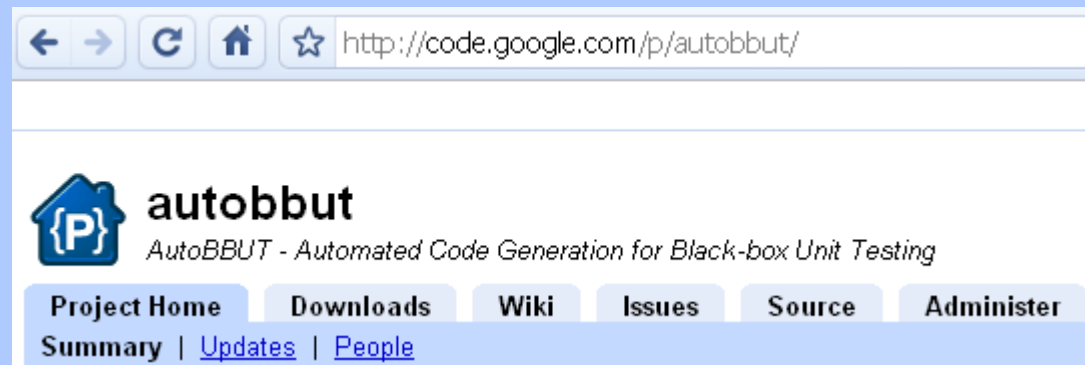 http://code.google.com/p/autobbut/
{P}
autobbut
AutoBBUT - Automated Code Generation for Black-box Unit Testing
Project Home Downloads Wiki Issues Source Administer
Summary | Updates | People